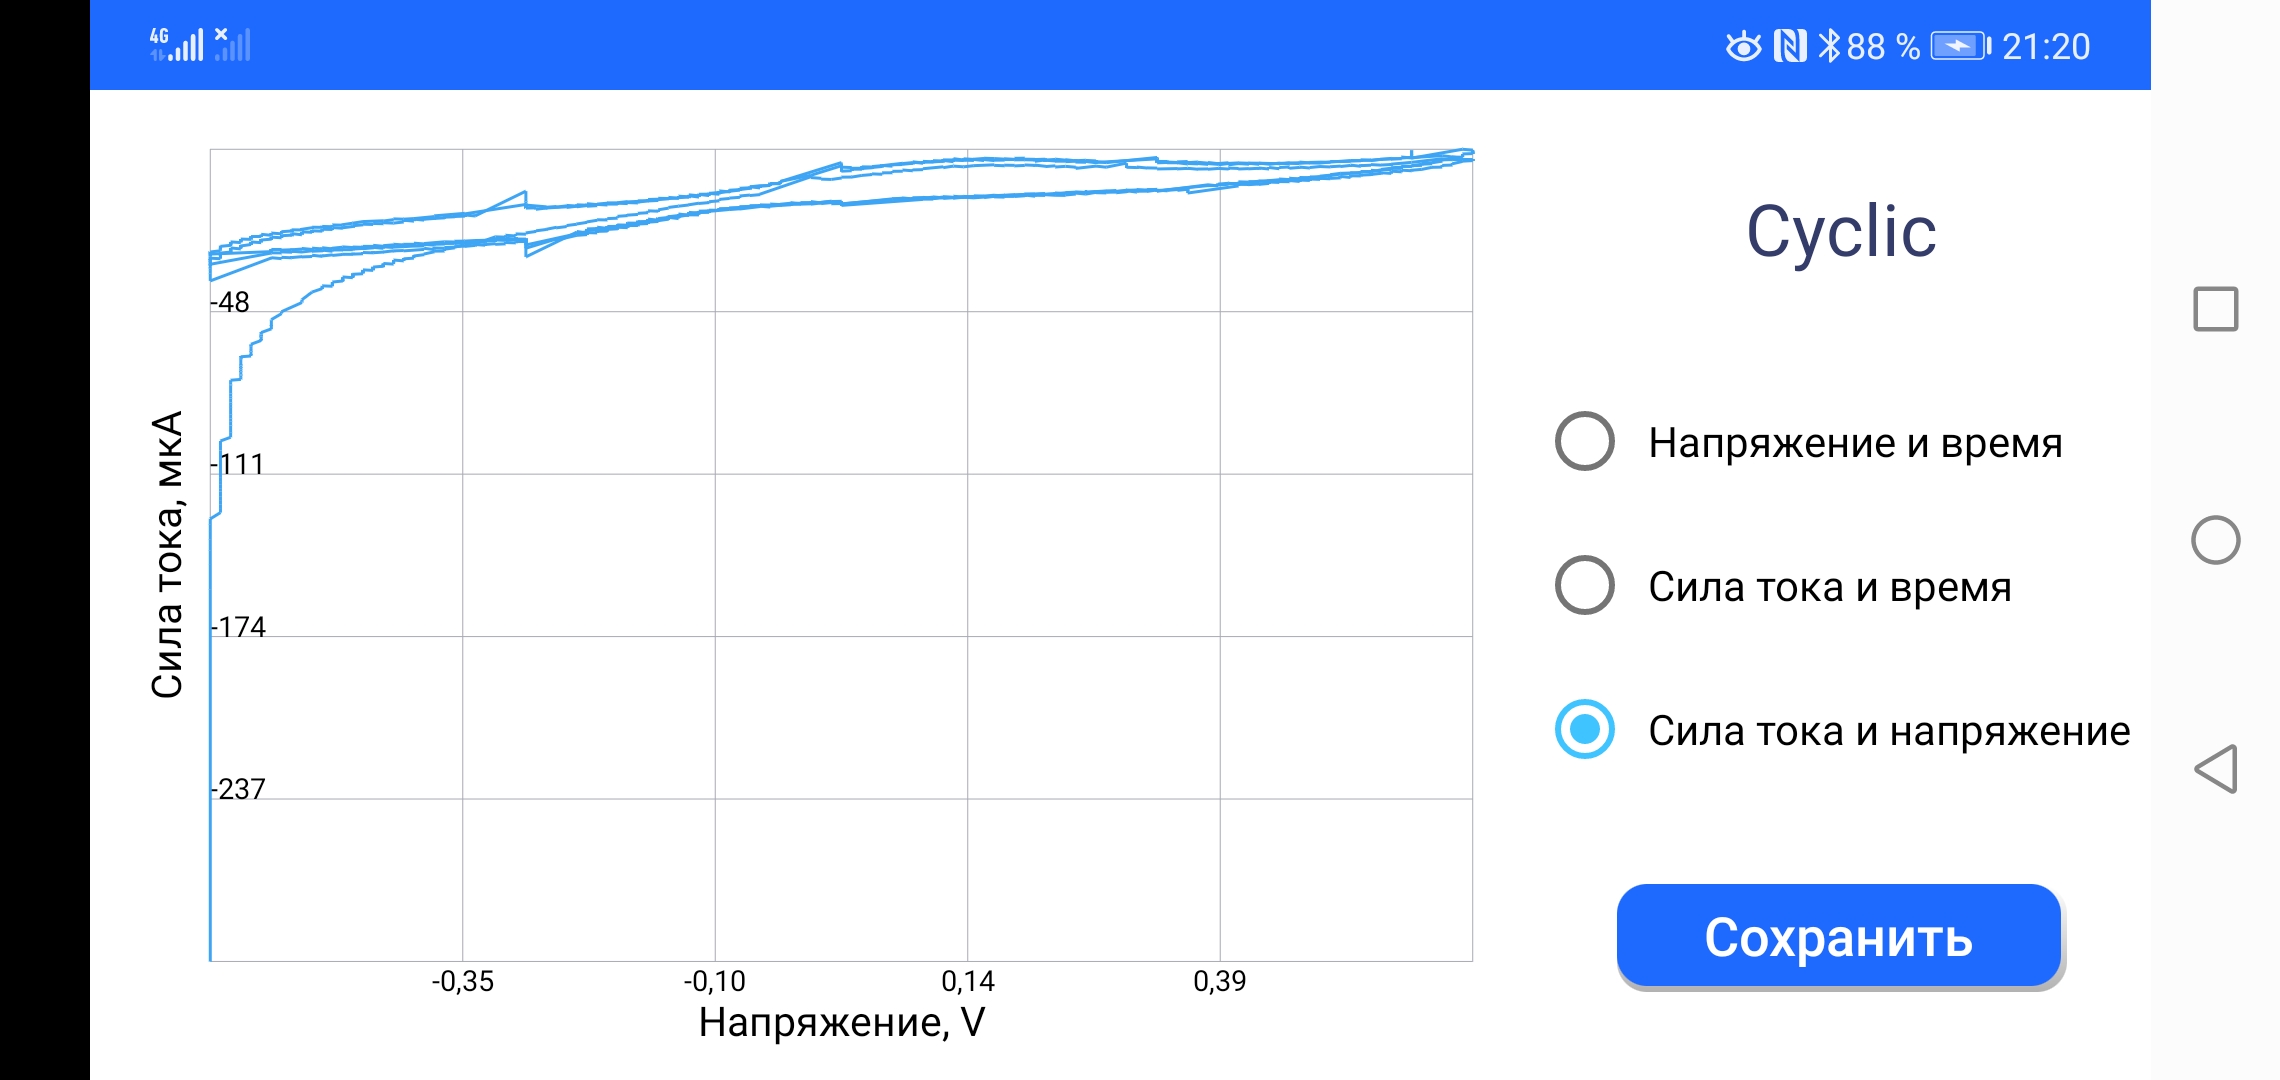 4G
88 % 21:20
Cyclic
Сила тока, мкА
-48
-111
-174
-237
-0,35 -0,10 0,14 0,39
Напряжение, V
Напряжение и время
Сила тока и время
Сила тока и напряжение
Сохранить